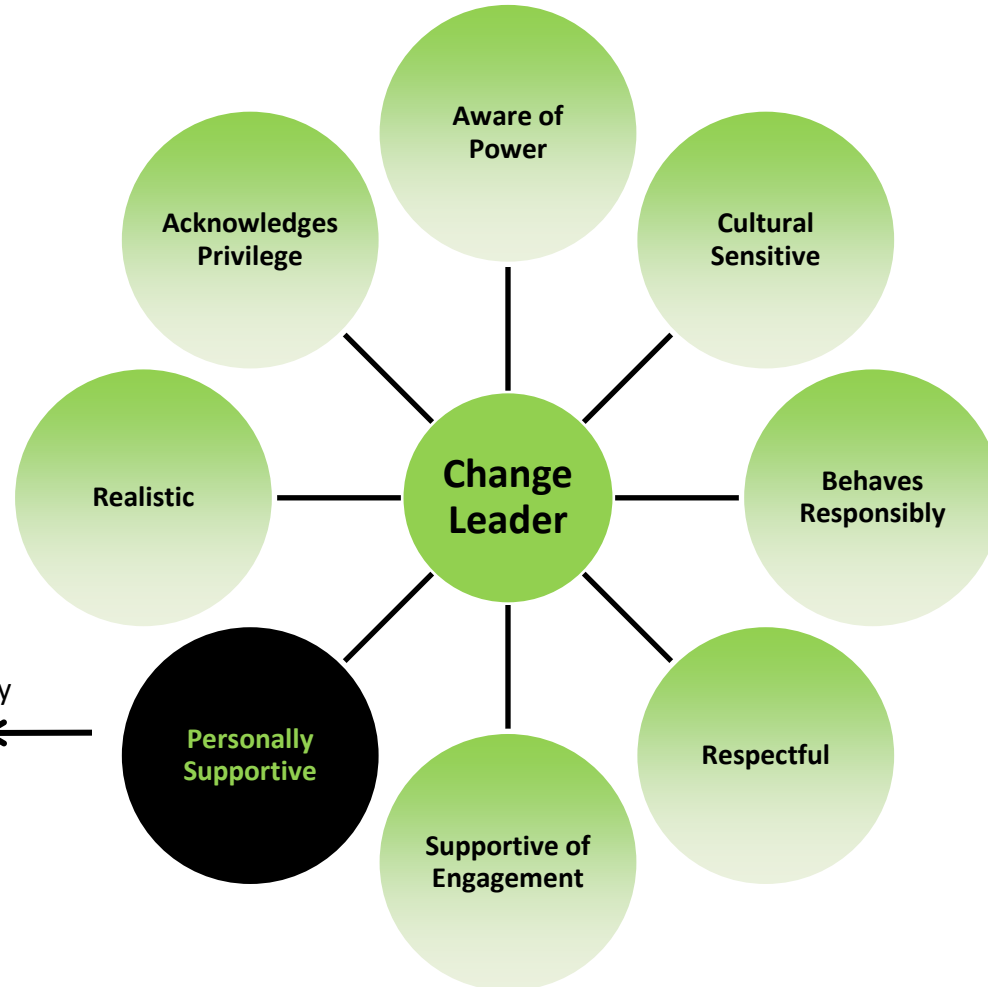 Aware of
Power
Acknowledges
Privilege
Cultural
Sensitive
Change
Leader
Realistic
Behaves
Responsibly
y
Personally
Supportive
Respectful
Supportive of
Engagement